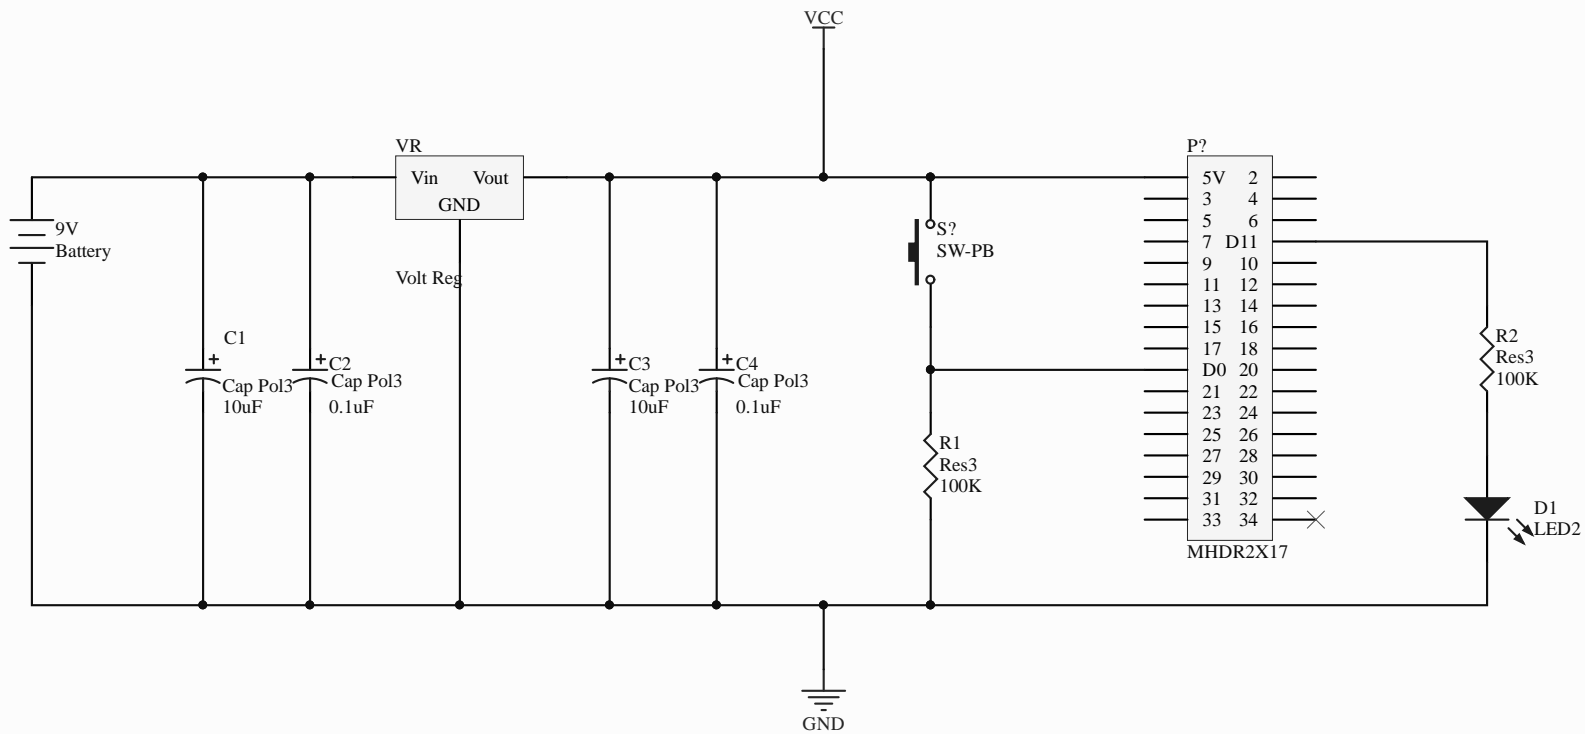 VCC
VR
Vin Vout
GND
Volt Reg
9V
Battery
C1
+
Cap Pol3
10uF
+
C2
Cap Pol3
0.1uF
+
C3
Cap Pol3
10uF
+
C4
Cap Pol3
0.1uF
S?
SW-PB
R1
Res3
100K
P?
5V 2
3 4
5 6
7 D11
9 10
11 12
13 14
15 16
17 18
D0 20
21 22
23 24
25 26
27 28
29 30
31 32
33 34
MHDR2X17
R2
Res3
100K
D1
LED2
GND